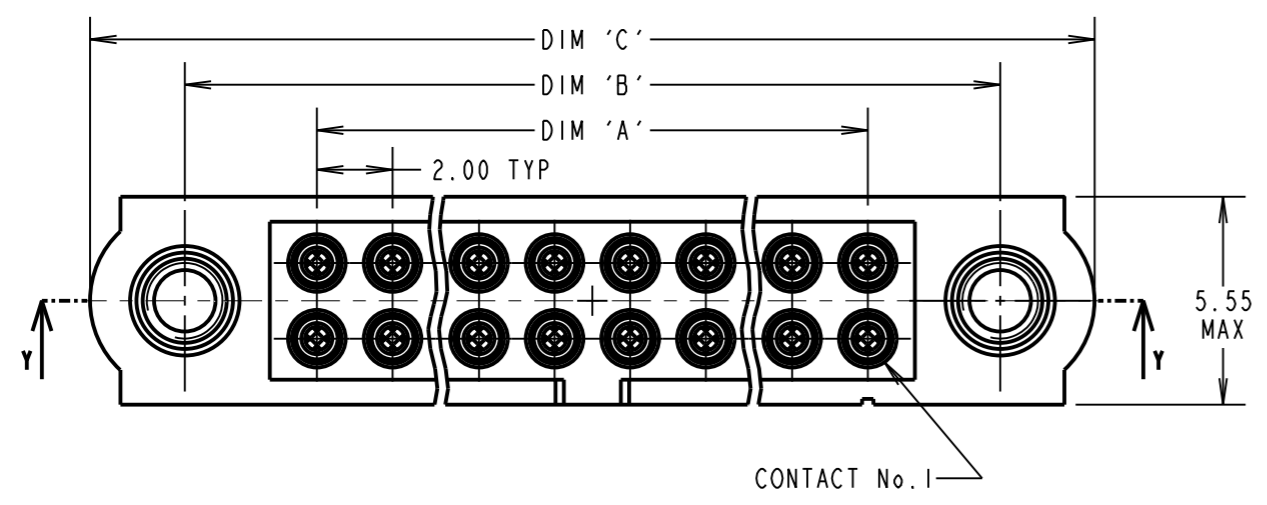 DIM 'C'
DIM 'B'
DIM 'A'
2.00 TYP
5.55
MAX
Y
Y
CONTACT No.1